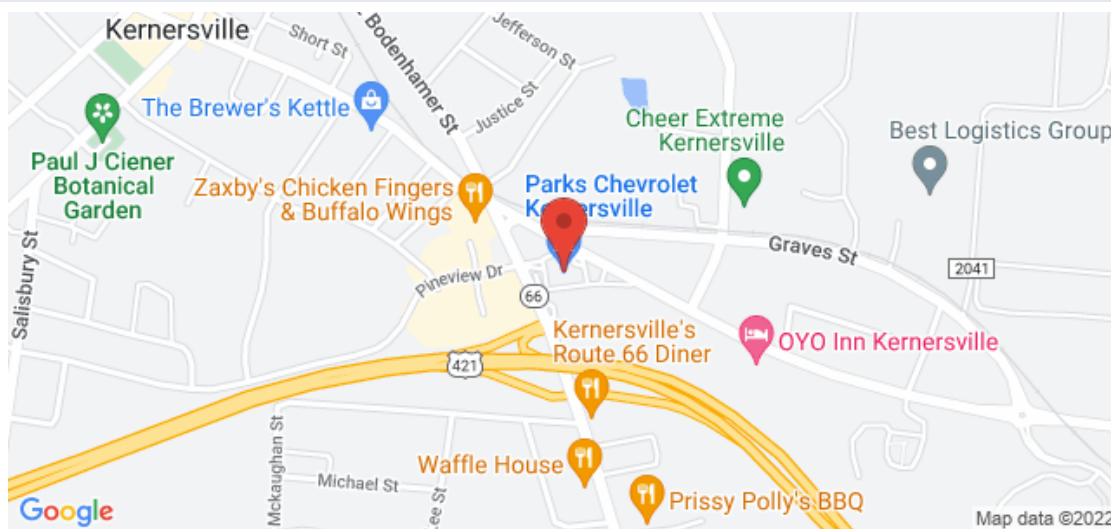 Kernersville
Short St
Bodenhamer St
Jefferson St
Justice St
The Brewer's Kettle
Paul J Ciener
Botanical
Garden
Zaxby's Chicken Fingers
& Buffalo Wings
Cheer Extreme
Kernersville
Best Logistics Group
Parks Chevrolet
Kernersville
Graves St
2041
Pineview Dr
66
Salisbury St
Kernersville's
Route 66 Diner
OYO Inn Kernersville
421
Mckaughan St
Michael St
Lee St
Waffle House
Prissy Polly's BBQ
Google
Map data ©2022